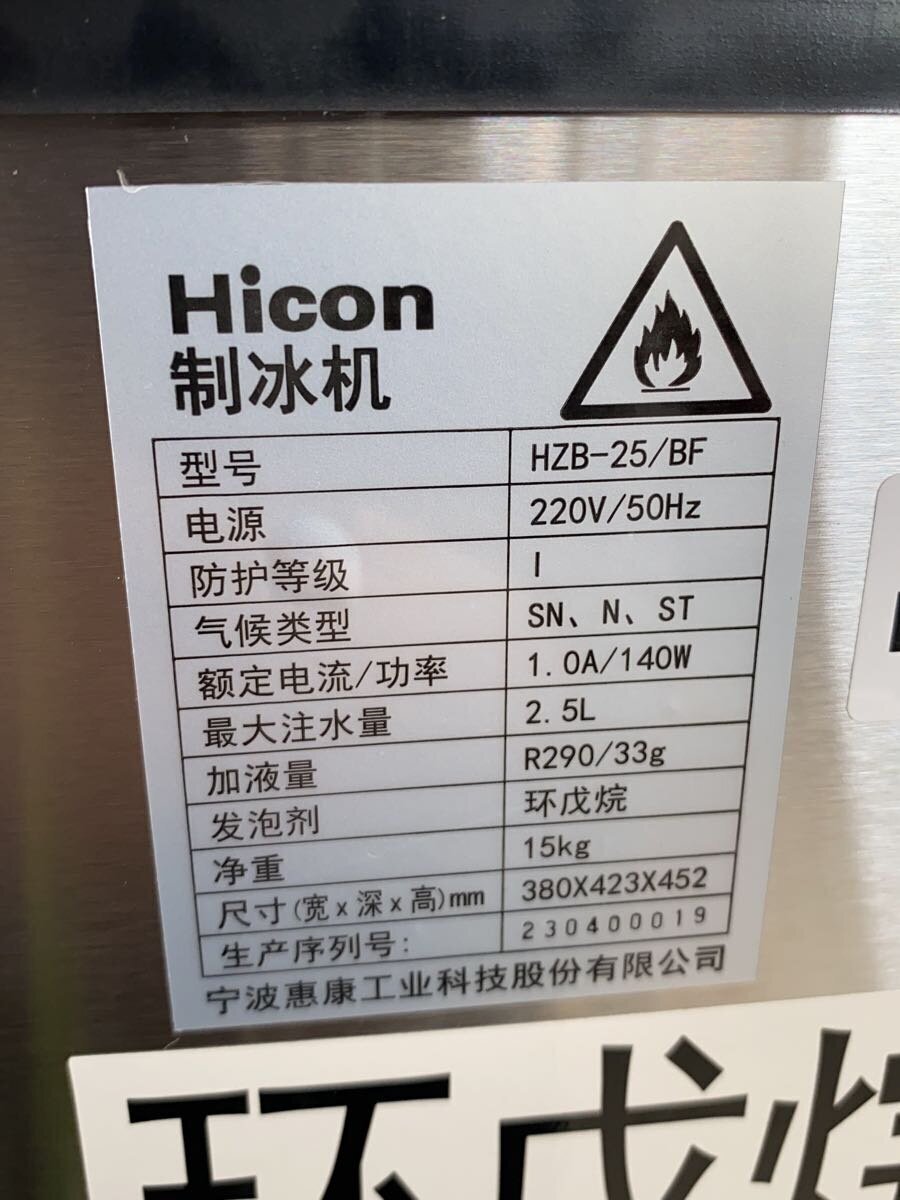 Hicon
制冰机
型号 HZB-25/BF
电源 220V/50Hz
防护等级 I
气候类型 SN、N、ST
额定电流/功率 1.0A/140W
最大注水量 2.5L
加液量 R290/33g
发泡剂 环戊烷
净重 15kg
尺寸(宽x深x高)mm 380X423X452
生产序列号: 230400019
宁波惠康工业科技股份有限公司
环戊烷